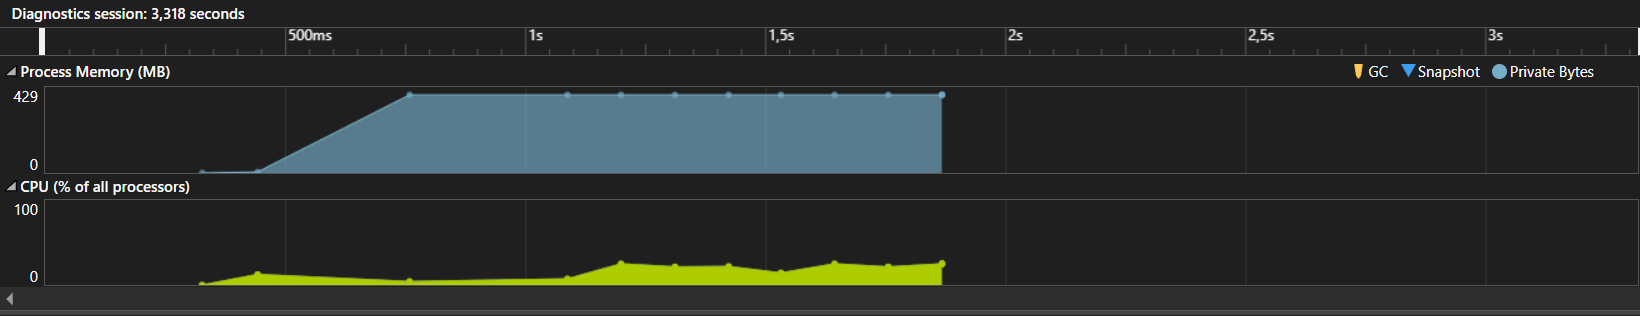 Diagnostics session: 3,318 seconds
500ms 1s 1,5s 2s 2,5s 3s
Process Memory (MB) GC Snapshot Private Bytes
429
0
CPU (% of all processors)
100
0